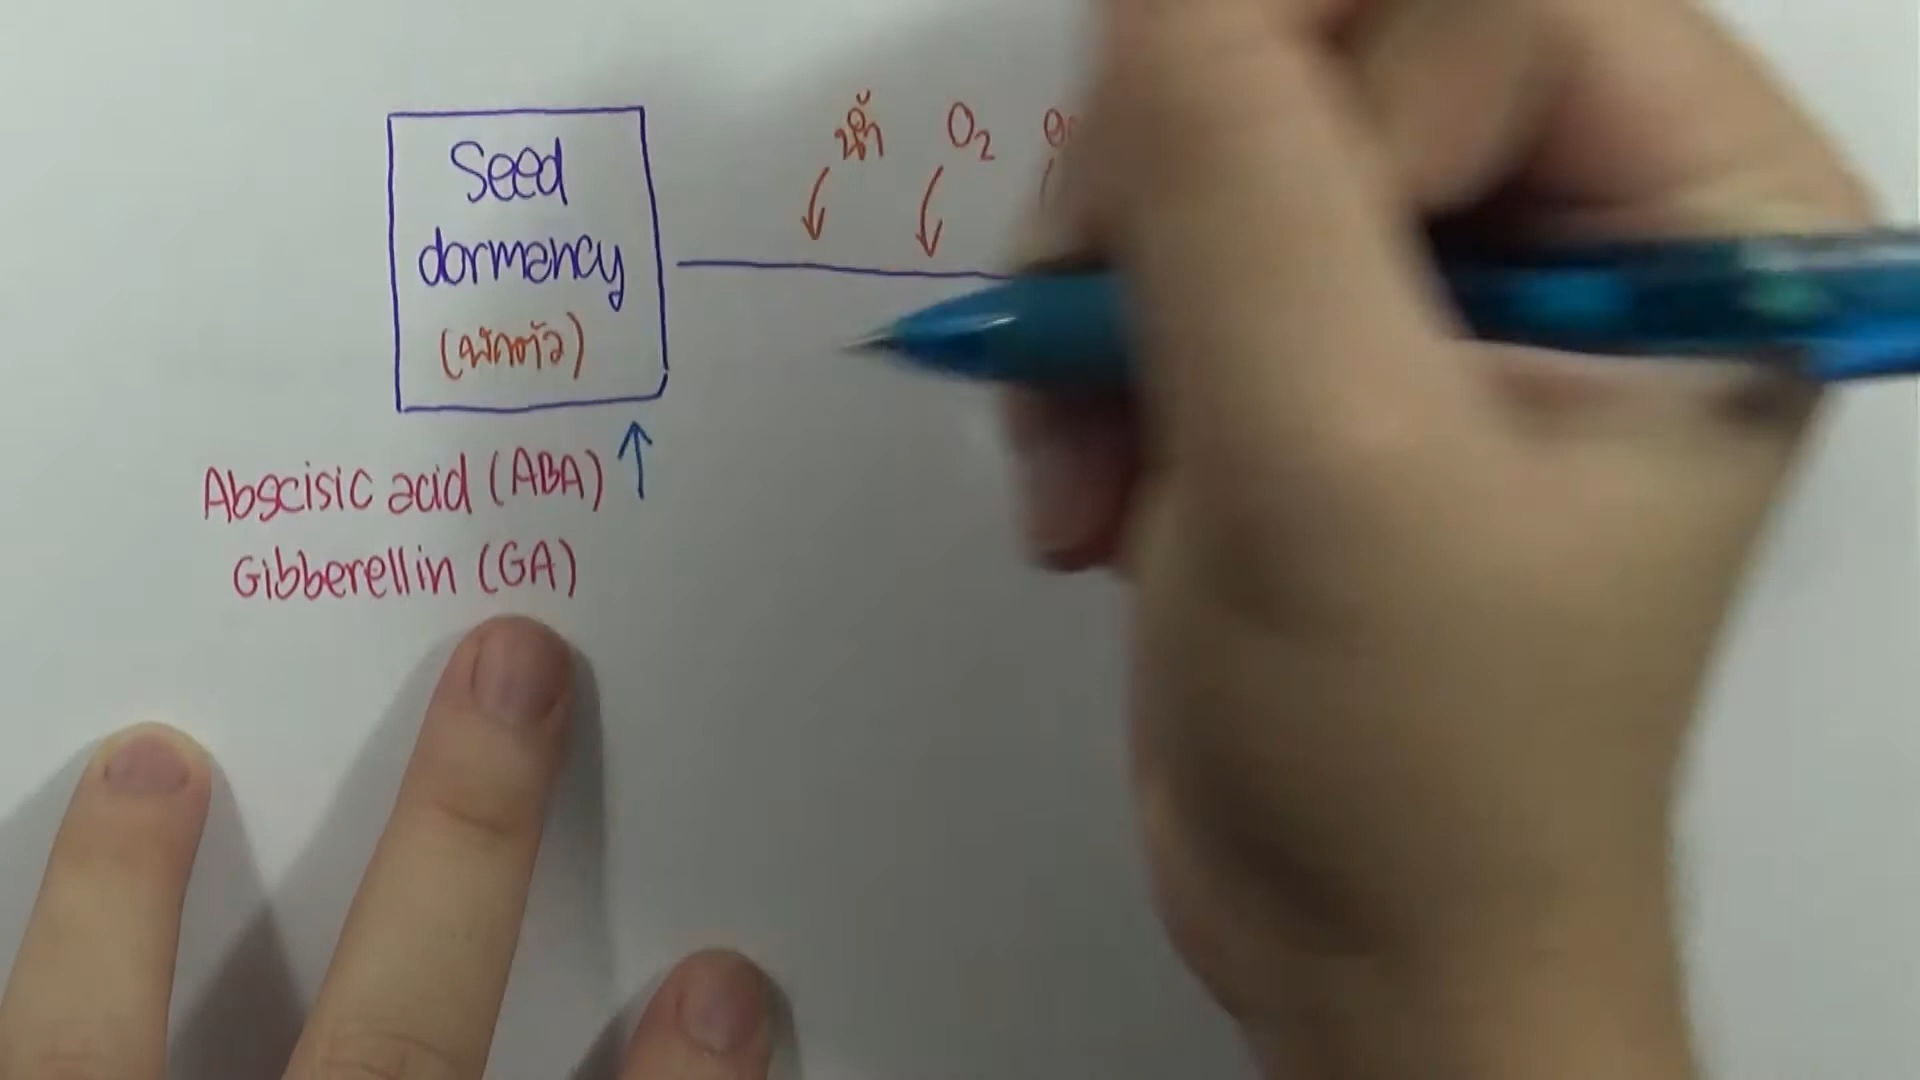 Seed
dormancy
(พักตัว)
น้ำ
O₂
Abscisic acid (ABA) ↑
Gibberellin (GA)